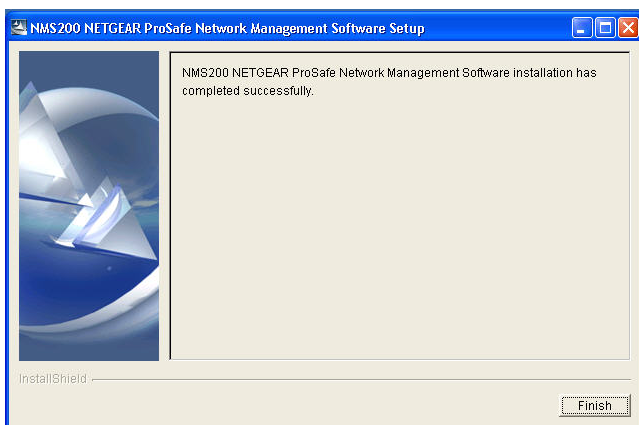 NMS200 NETGEAR ProSafe Network Management Software Setup
NMS200 NETGEAR ProSafe Network Management Software installation has
completed successfully.
InstallShield
Finish